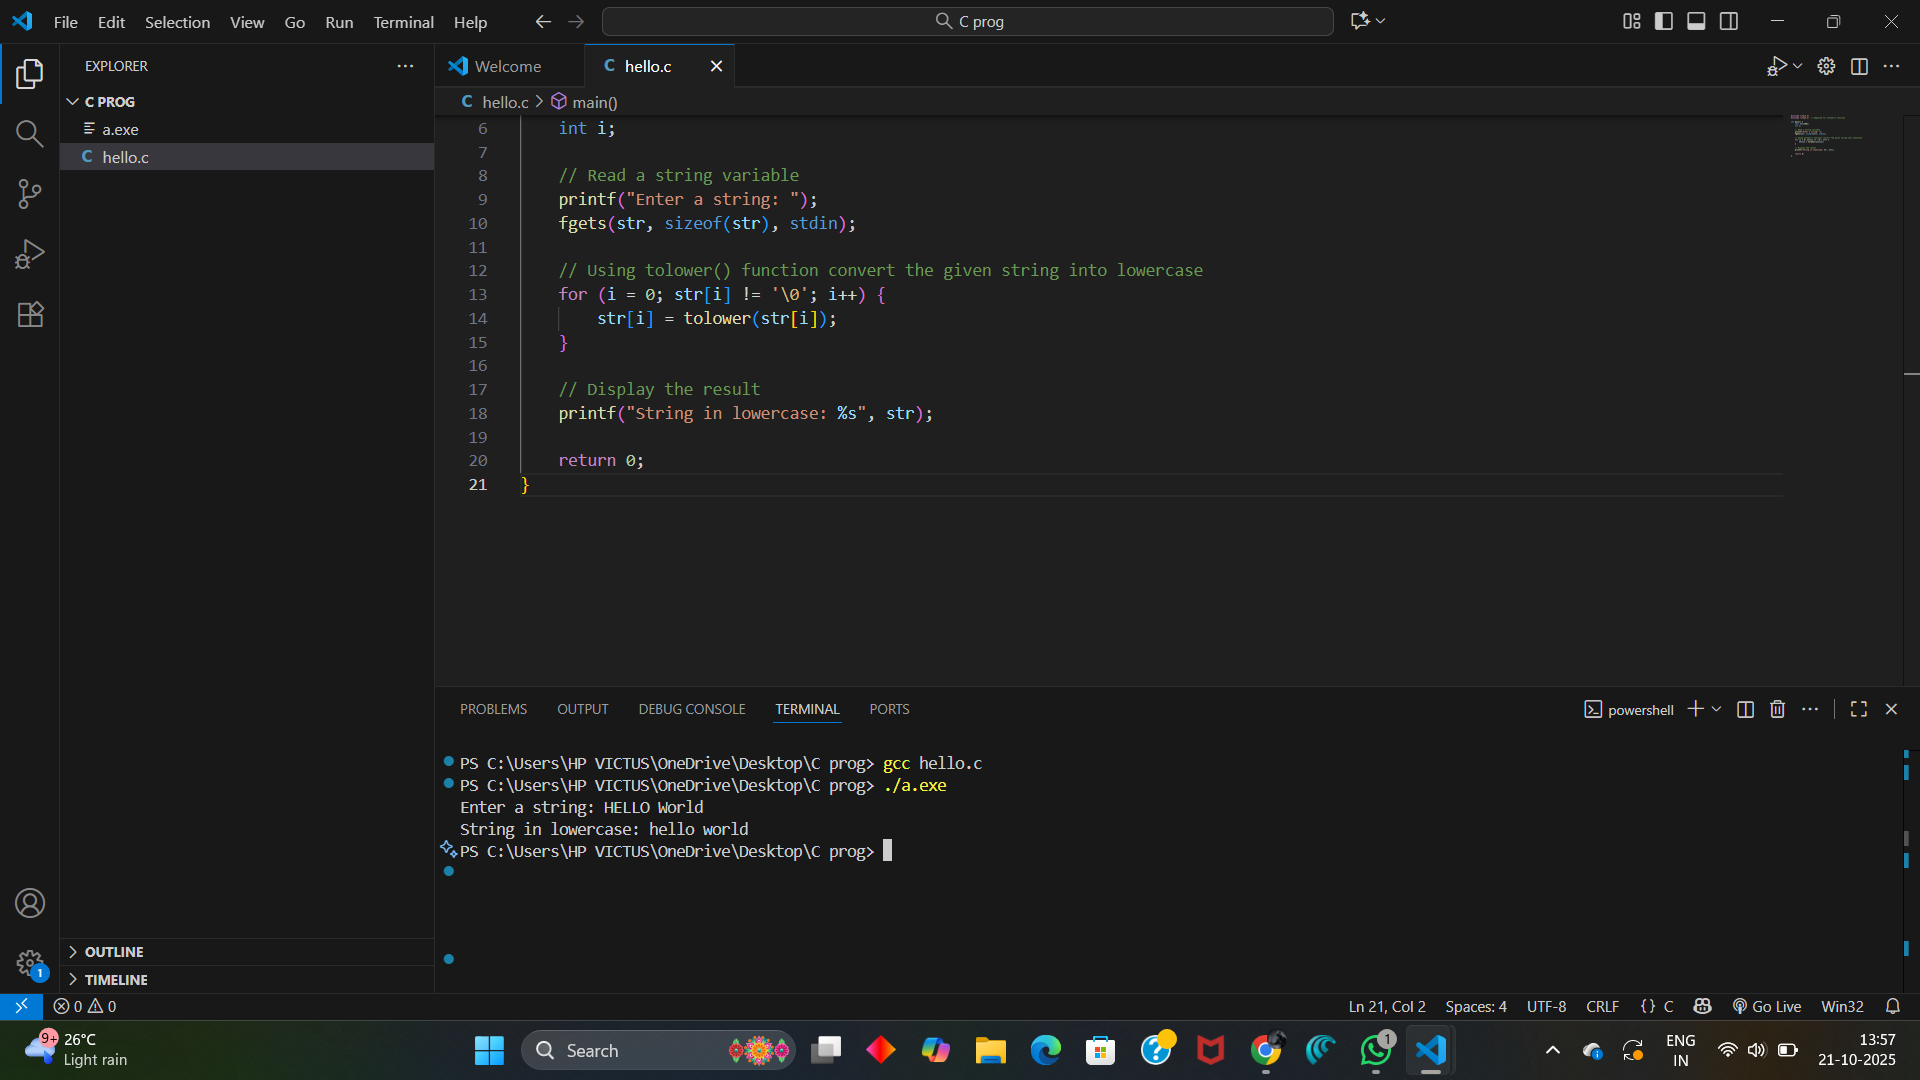 File Edit Selection View Go Run Terminal Help
C prog
EXPLORER
C PROG
a.exe
C hello.c
OUTLINE
TIMELINE
Welcome
C hello.c
C hello.c > main()
6 int i;
7
8 // Read a string variable
9 printf("Enter a string: ");
10 fgets(str, sizeof(str), stdin);
11
12 // Using tolower() function convert the given string into lowercase
13 for (i = 0; str[i] != '\0'; i++) {
14 str[i] = tolower(str[i]);
15 }
16
17 // Display the result
18 printf("String in lowercase: %s", str);
19
20 return 0;
21 }
PROBLEMS OUTPUT DEBUG CONSOLE TERMINAL PORTS
powershell
PS C:\Users\HP VICTUS\OneDrive\Desktop\C prog> gcc hello.c
PS C:\Users\HP VICTUS\OneDrive\Desktop\C prog> ./a.exe
Enter a string: HELLO World
String in lowercase: hello world
PS C:\Users\HP VICTUS\OneDrive\Desktop\C prog>
1
0 0
Ln 21, Col 2 Spaces: 4 UTF-8 CRLF {} C Go Live Win32
9+
26°C
Light rain
Search
1
ENG
IN
13:57
21-10-2025